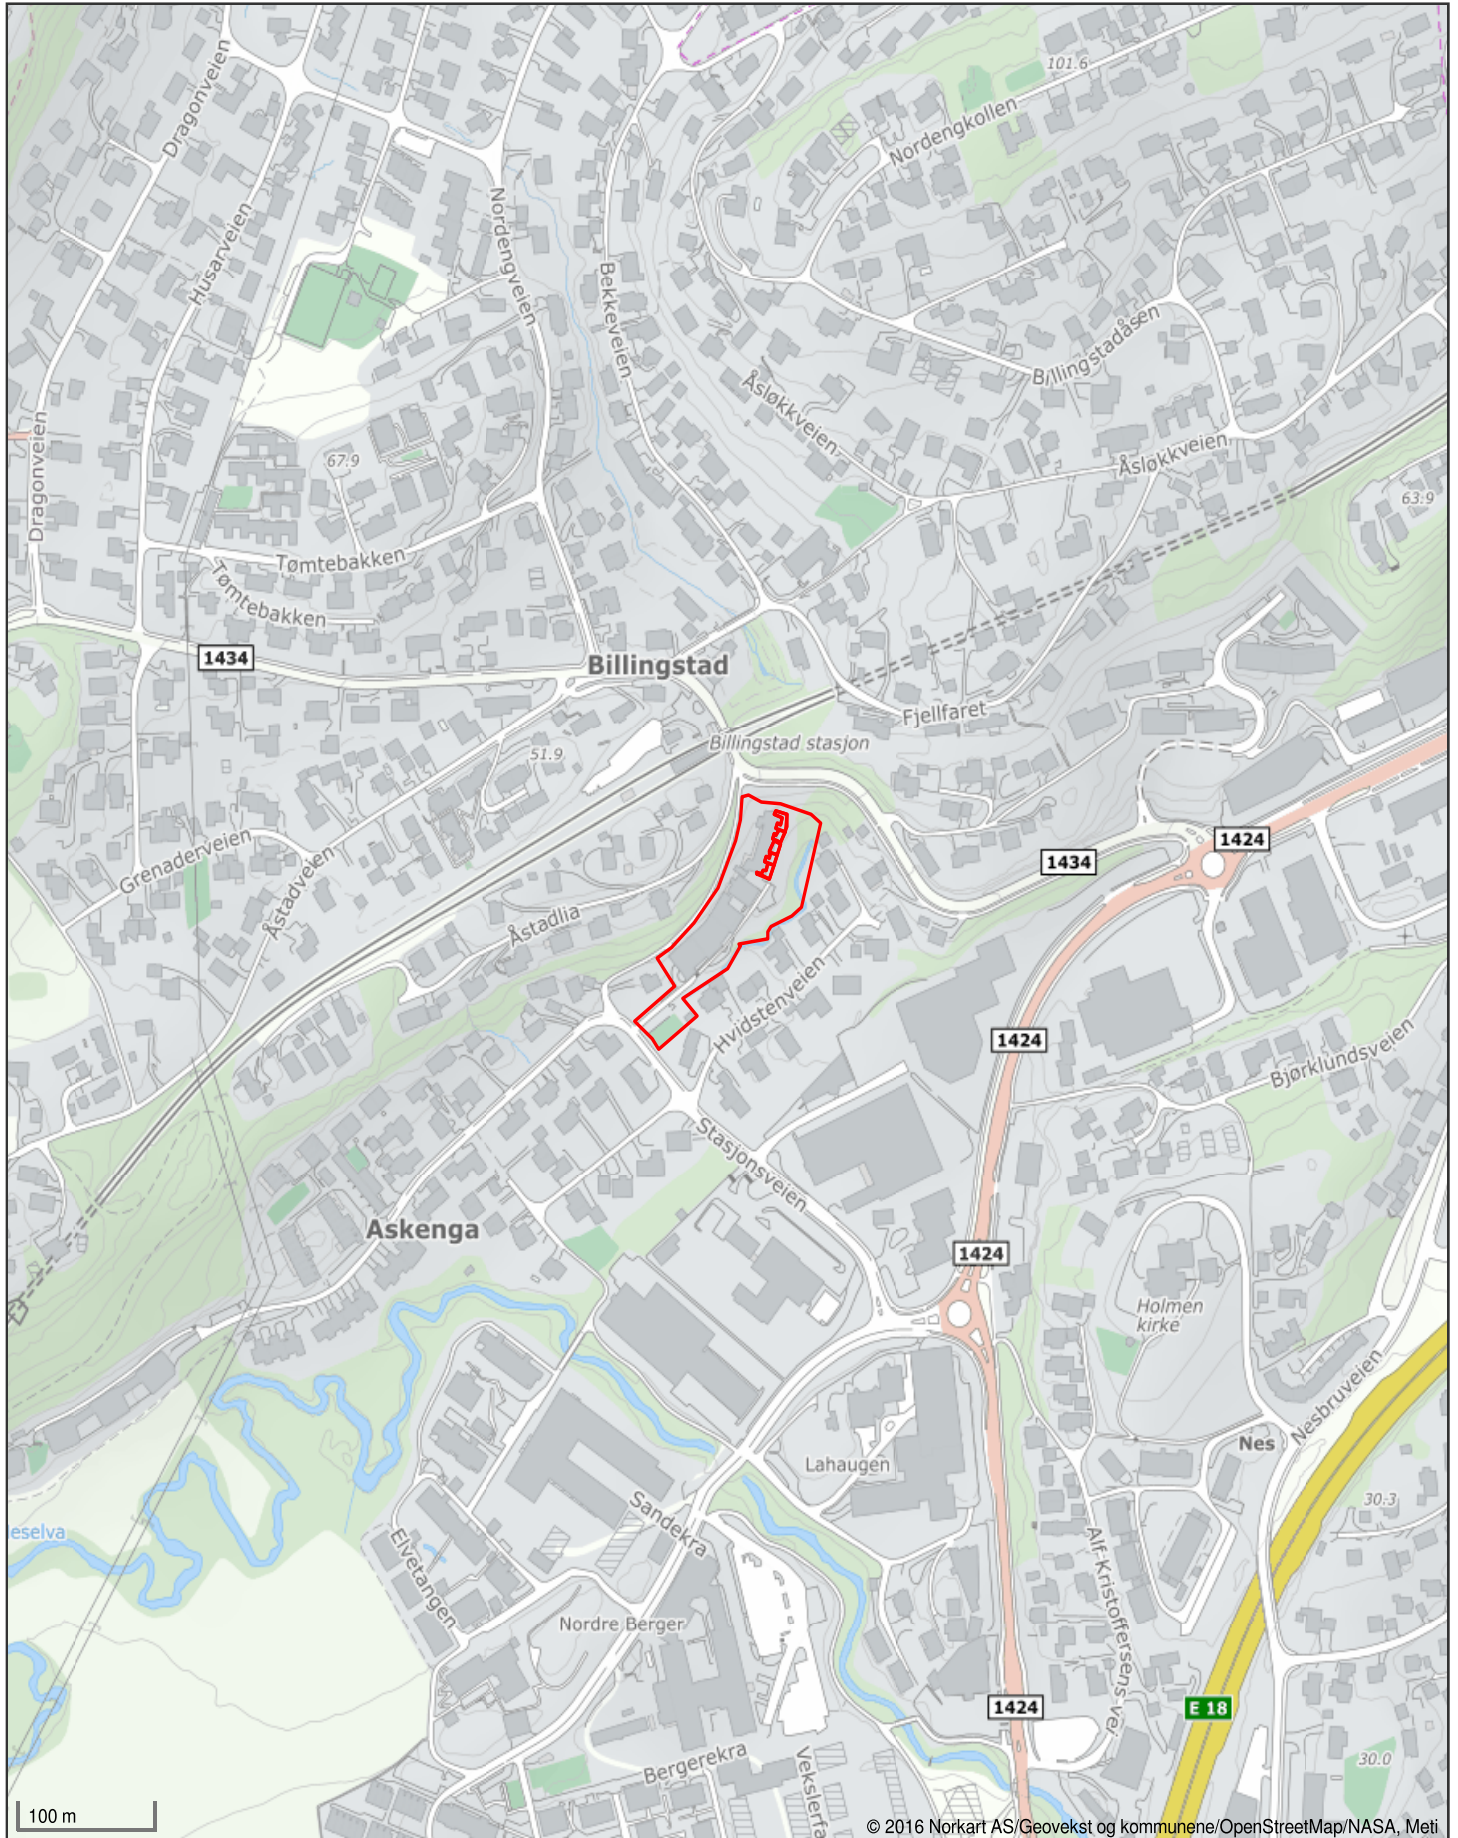 101.6
Dragonveien
Nordengkollen
Husarveien
Nordengveien
Bekkeveien
Billingstadåsen
Åsløkkveien
Åsløkkveien
Dragonveien
67.9
63.9
Tømtebakken
Tømtebakken
1434
Billingstad
Fjellfaret
Billingstad stasjon
51.9
1424
Grenaderveien
1434
Åstadveien
Åstadlia
Hvidstenveien
1424
Bjørklundsveien
Stasjonsveien
Askenga
1424
Holmen
kirke
Nesbruveien
Nes
Lahaugen
30.3
Sandekra
eselva
Elvetangen
Alf-Kristoffersens-vei
Nordre Berger
1424
E 18
Bergerekra
Vekslerfa
30.0
100 m
© 2016 Norkart AS/Geovekst og kommunene/OpenStreetMap/NASA, Meti